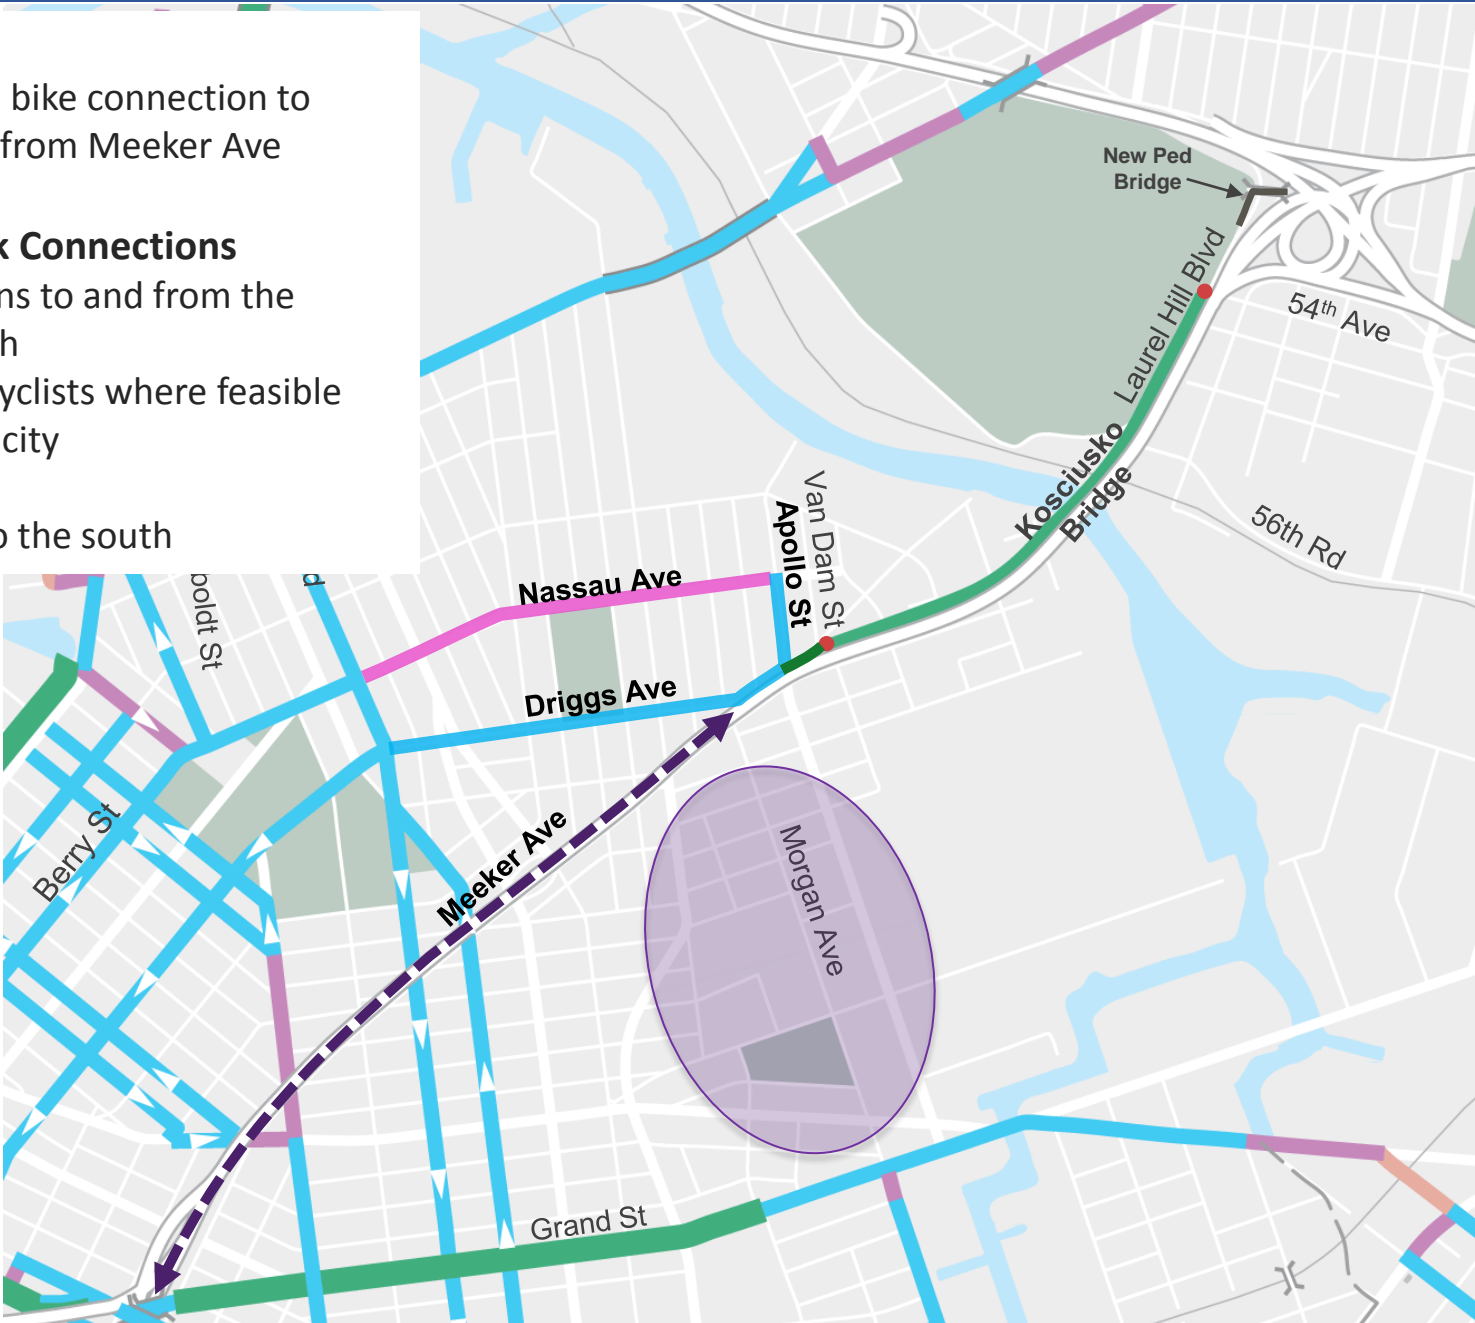 bike connection to
from Meeker Ave
k Connections
ns to and from the
h
yclists where feasible
city
o the south
New Ped
Bridge
Laurel Hill Blvd
54th Ave
Kosciusko
Bridge
56th Rd
Van Dam St
Apollo St
Nassau Ave
boldt St
d
Driggs Ave
Berry St
Meeker Ave
Morgan Ave
Grand St